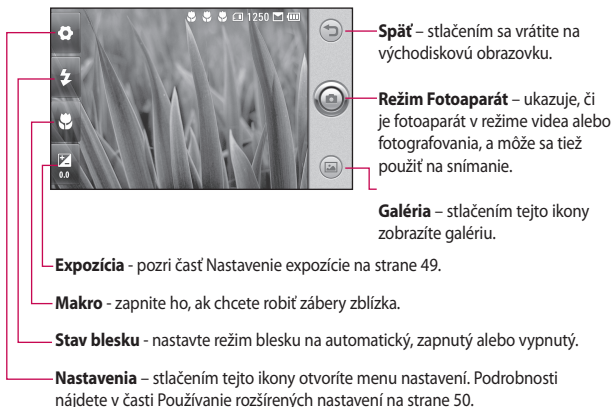 1250
0.0
Späť – stlačením sa vrátite na
východiskovú obrazovku.
Režim Fotoaparát – ukazuje, či
je fotoaparát v režime videa alebo
fotografovania, a môže sa tiež
použiť na snímanie.
Galéria – stlačením tejto ikony
zobrazíte galériu.
Expozícia - pozri časť Nastavenie expozície na strane 49.
Makro - zapnite ho, ak chcete robiť zábery zblízka.
Stav blesku - nastavte režim blesku na automatický, zapnutý alebo vypnutý.
Nastavenia – stlačením tejto ikony otvoríte menu nastavení. Podrobnosti
nájdete v časti Používanie rozšírených nastavení na strane 50.